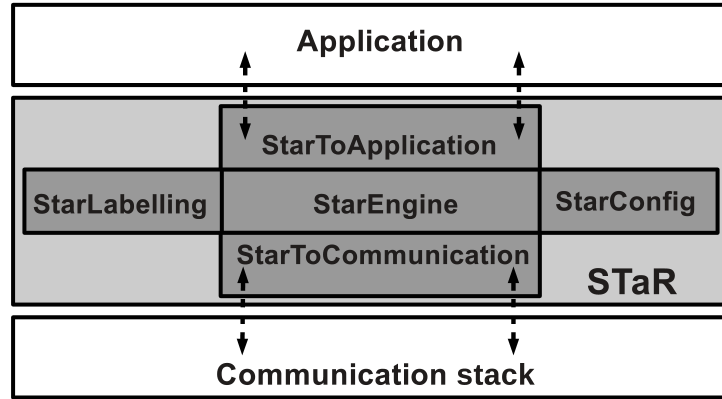 Application
StarToApplication
StarLabelling
StarEngine
StarConfig
StarToCommunication
STaR
Communication stack